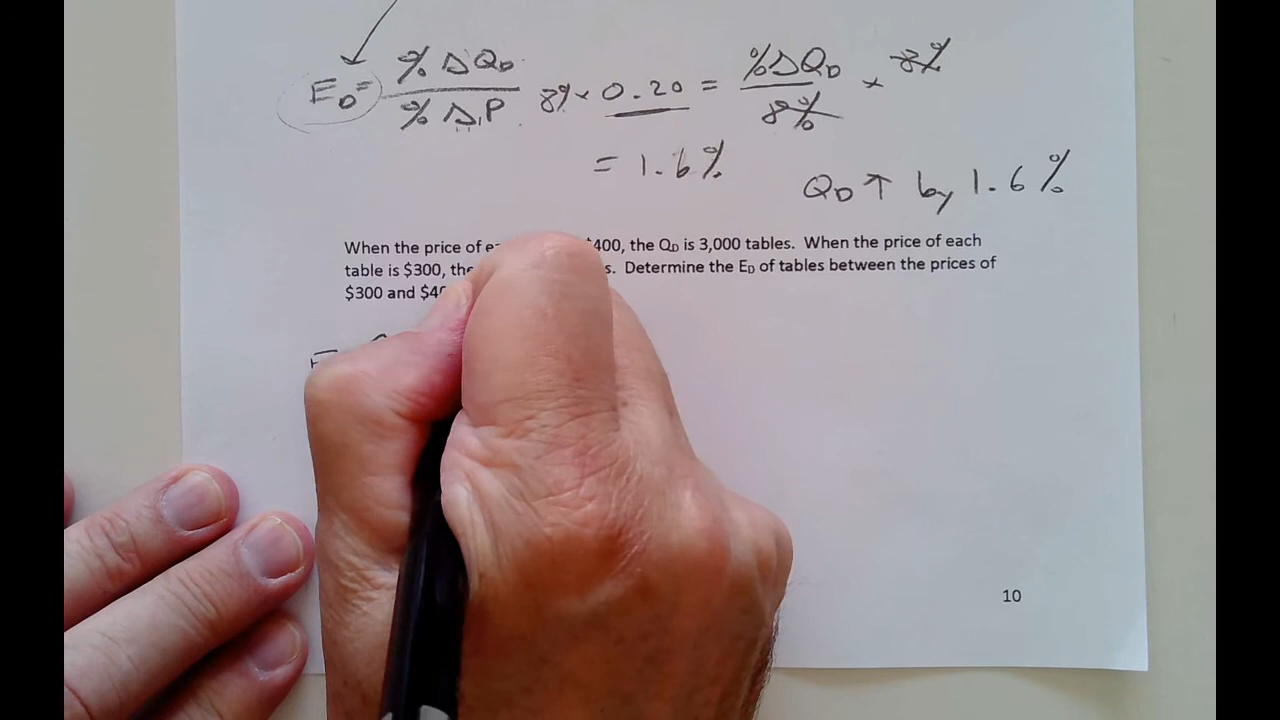 E_D = % ΔQ_D / % ΔP 8% × 0.20 = %ΔQ_D / 8% × 8%
= 1.6%
Q_D ↑ by 1.6%
When the price of $400, the Q_D is 3,000 tables. When the price of each
table is $300, Determine the E_D of tables between the prices of
$300 and
10